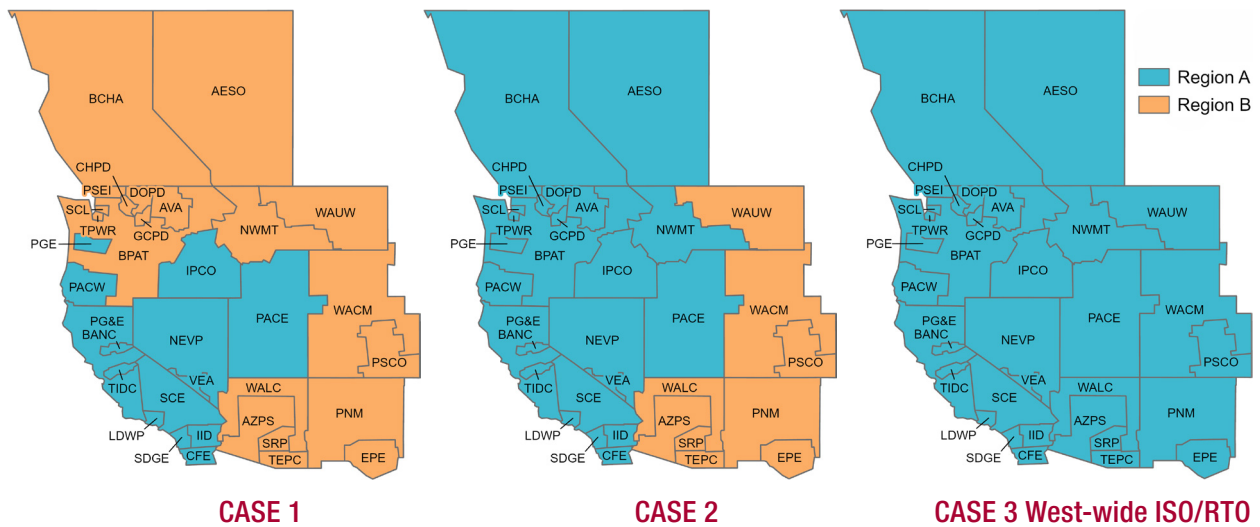 BCHA
AESO
CHPD
PSEI
DOPD
SCL
AVA
WAUW
TPWR
GCPD
NWMT
PGE
BPAT
IPCO
PACW
PG&E
PACE
WACM
BANC
NEVP
PSCO
TIDC
VEA
WALC
SCE
AZPS
PNM
LDWP
IID
SRP
SDGE
CFE
TEPC
EPE
CASE 1
BCHA
AESO
CHPD
PSEI
DOPD
SCL
AVA
WAUW
TPWR
GCPD
NWMT
PGE
BPAT
IPCO
PACW
PG&E
PACE
WACM
BANC
NEVP
PSCO
TIDC
VEA
WALC
SCE
AZPS
PNM
LDWP
IID
SRP
SDGE
CFE
TEPC
EPE
CASE 2
BCHA
AESO
CHPD
PSEI
DOPD
SCL
AVA
WAUW
TPWR
GCPD
NWMT
PGE
BPAT
IPCO
PACW
PG&E
PACE
WACM
BANC
NEVP
PSCO
TIDC
VEA
WALC
SCE
AZPS
PNM
LDWP
IID
SRP
SDGE
CFE
TEPC
EPE
CASE 3 West-wide ISO/RTO
Region A
Region B